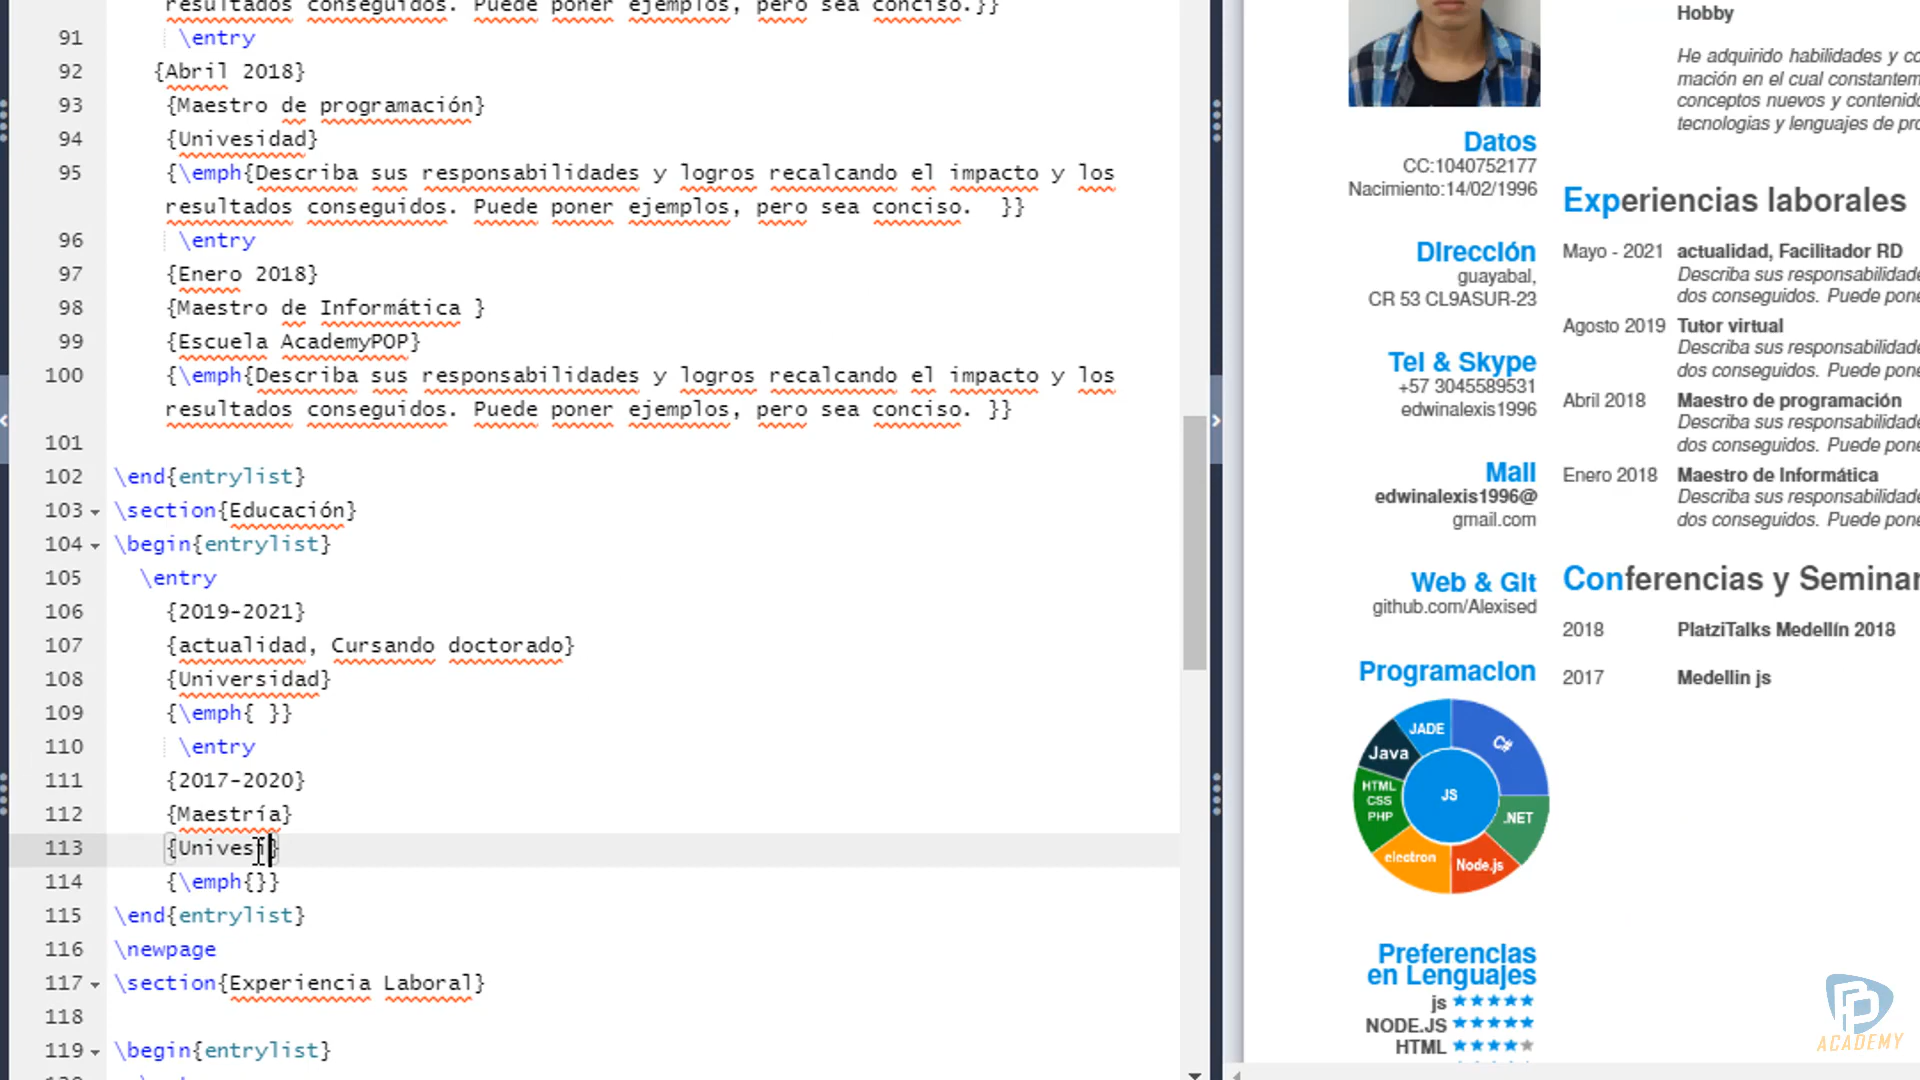 resultados conseguidos. Puede poner ejemplos, pero sea conciso.}}
91 \entry
92 {Abril 2018}
93 {Maestro de programación}
94 {Univesidad}
95 {\emph{Describa sus responsabilidades y logros recalcando el impacto y los
resultados conseguidos. Puede poner ejemplos, pero sea conciso. }}
96 \entry
97 {Enero 2018}
98 {Maestro de Informática }
99 {Escuela AcademyPOP}
100 {\emph{Describa sus responsabilidades y logros recalcando el impacto y los
resultados conseguidos. Puede poner ejemplos, pero sea conciso. }}
101
102 \end{entrylist}
103 \section{Educación}
104 \begin{entrylist}
105 \entry
106 {2019-2021}
107 {actualidad, Cursando doctorado}
108 {Universidad}
109 {\emph{ }}
110 \entry
111 {2017-2020}
112 {Maestría}
113 {Univesi}
114 {\emph{}}
115 \end{entrylist}
116 \newpage
117 \section{Experiencia Laboral}
118
119 \begin{entrylist}
Datos
CC:1040752177
Nacimiento:14/02/1996
Dirección
guayabal,
CR 53 CL9ASUR-23
Tel & Skype
+57 3045589531
edwinalexis1996
Mail
edwinalexis1996@
gmail.com
Web & Git
github.com/Alexised
Programacion
JADE
C#
Java
HTML
CSS
PHP
JS
.NET
electron
Node.js
Preferencias
en Lenguajes
js ★★★★★
NODE.JS ★★★★★
HTML ★★★★★
Hobby
He adquirido habilidades y co
mación en el cual constantem
conceptos nuevos y contenido
tecnologias y lenguajes de pro
Experiencias laborales
Mayo - 2021 actualidad, Facilitador RD
Describa sus responsabilidade
dos conseguidos. Puede pone
Agosto 2019 Tutor virtual
Describa sus responsabilidade
dos conseguidos. Puede pone
Abril 2018 Maestro de programación
Describa sus responsabilidade
dos conseguidos. Puede pone
Enero 2018 Maestro de Informática
Describa sus responsabilidade
dos conseguidos. Puede pone
Conferencias y Seminar
2018 PlatziTalks Medellín 2018
2017 Medellin js
ACADEMY